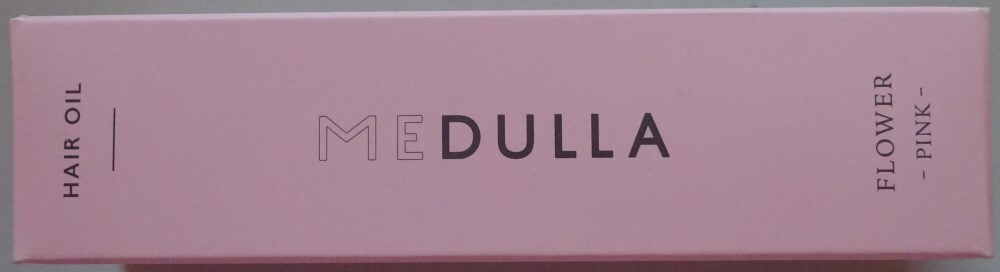 HAIR OIL
MEDULLA
FLOWER
– PINK –